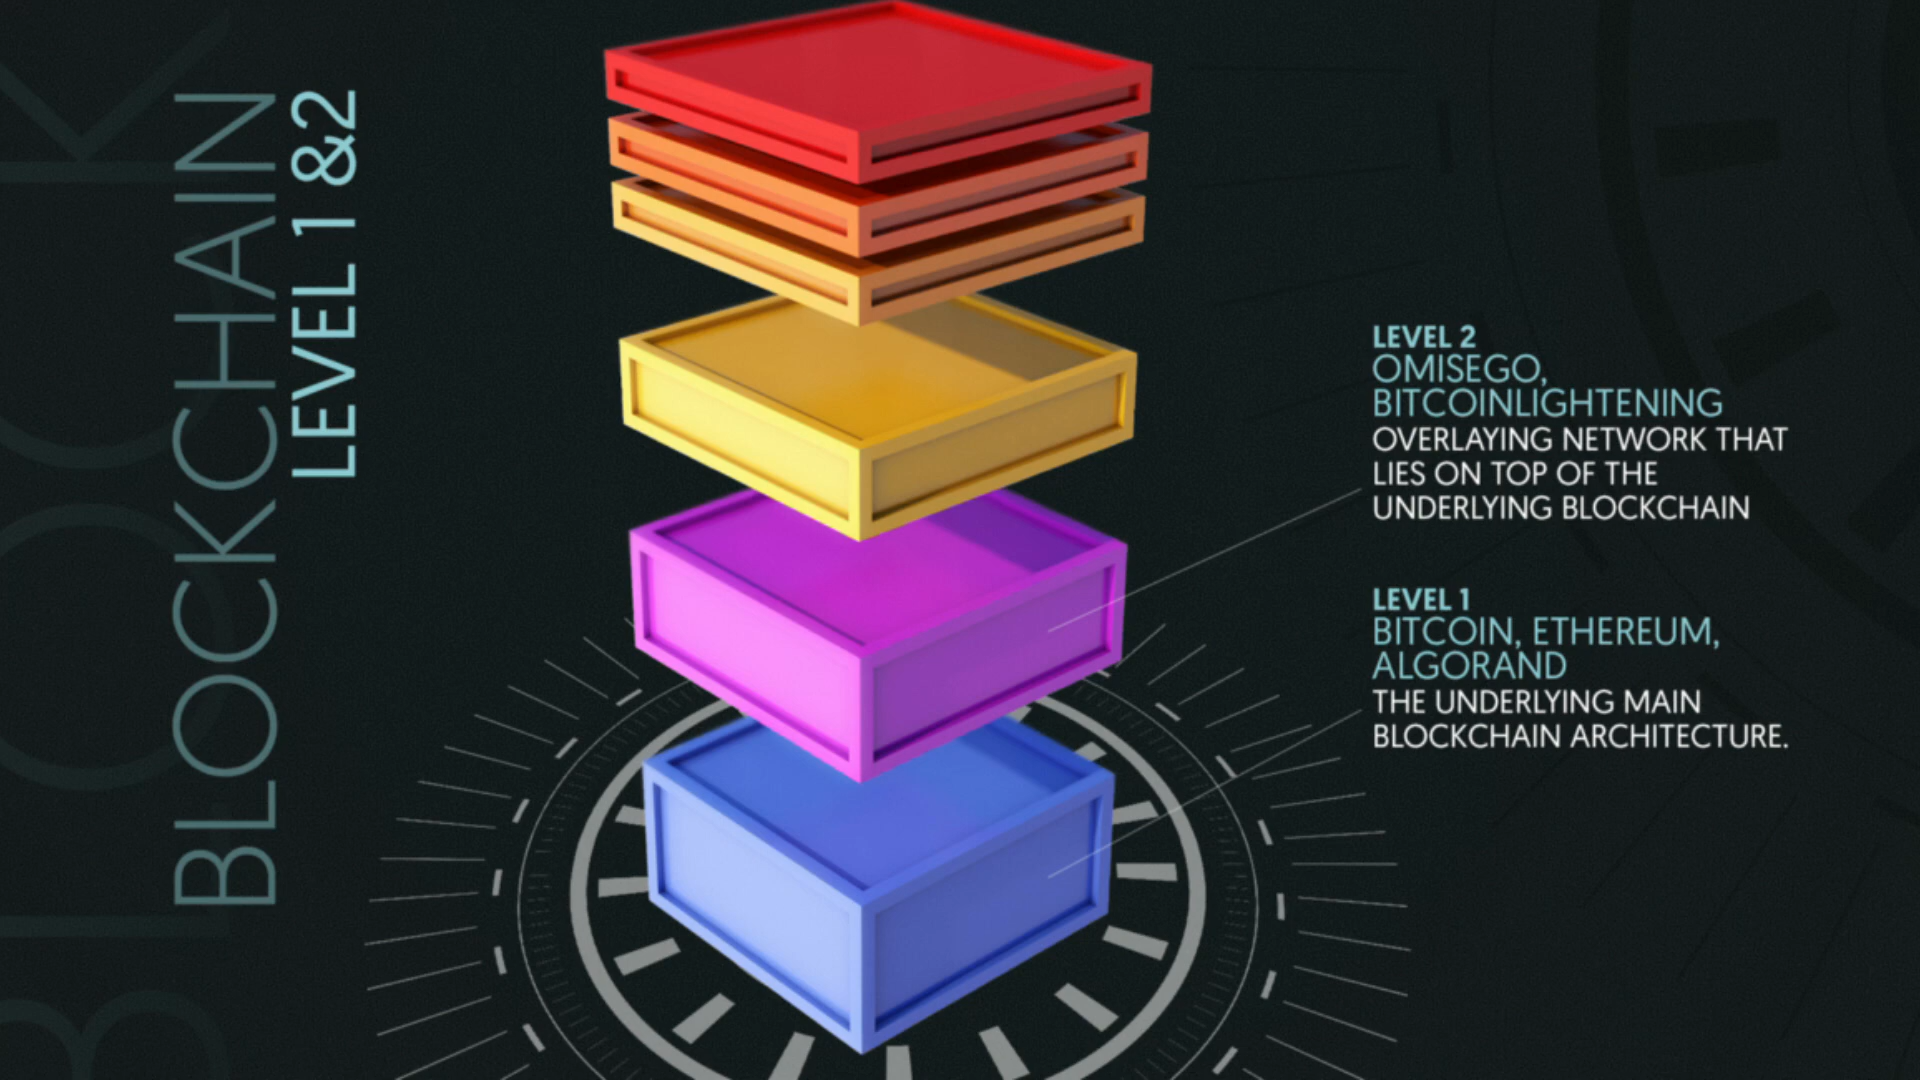 BLOCK
BLOCKCHAIN
LEVEL 1 &2
LEVEL 2
OMISEGO,
BITCOINLIGHTENING
OVERLAYING NETWORK THAT
LIES ON TOP OF THE
UNDERLYING BLOCKCHAIN
LEVEL 1
BITCOIN, ETHEREUM,
ALGORAND
THE UNDERLYING MAIN
BLOCKCHAIN ARCHITECTURE.